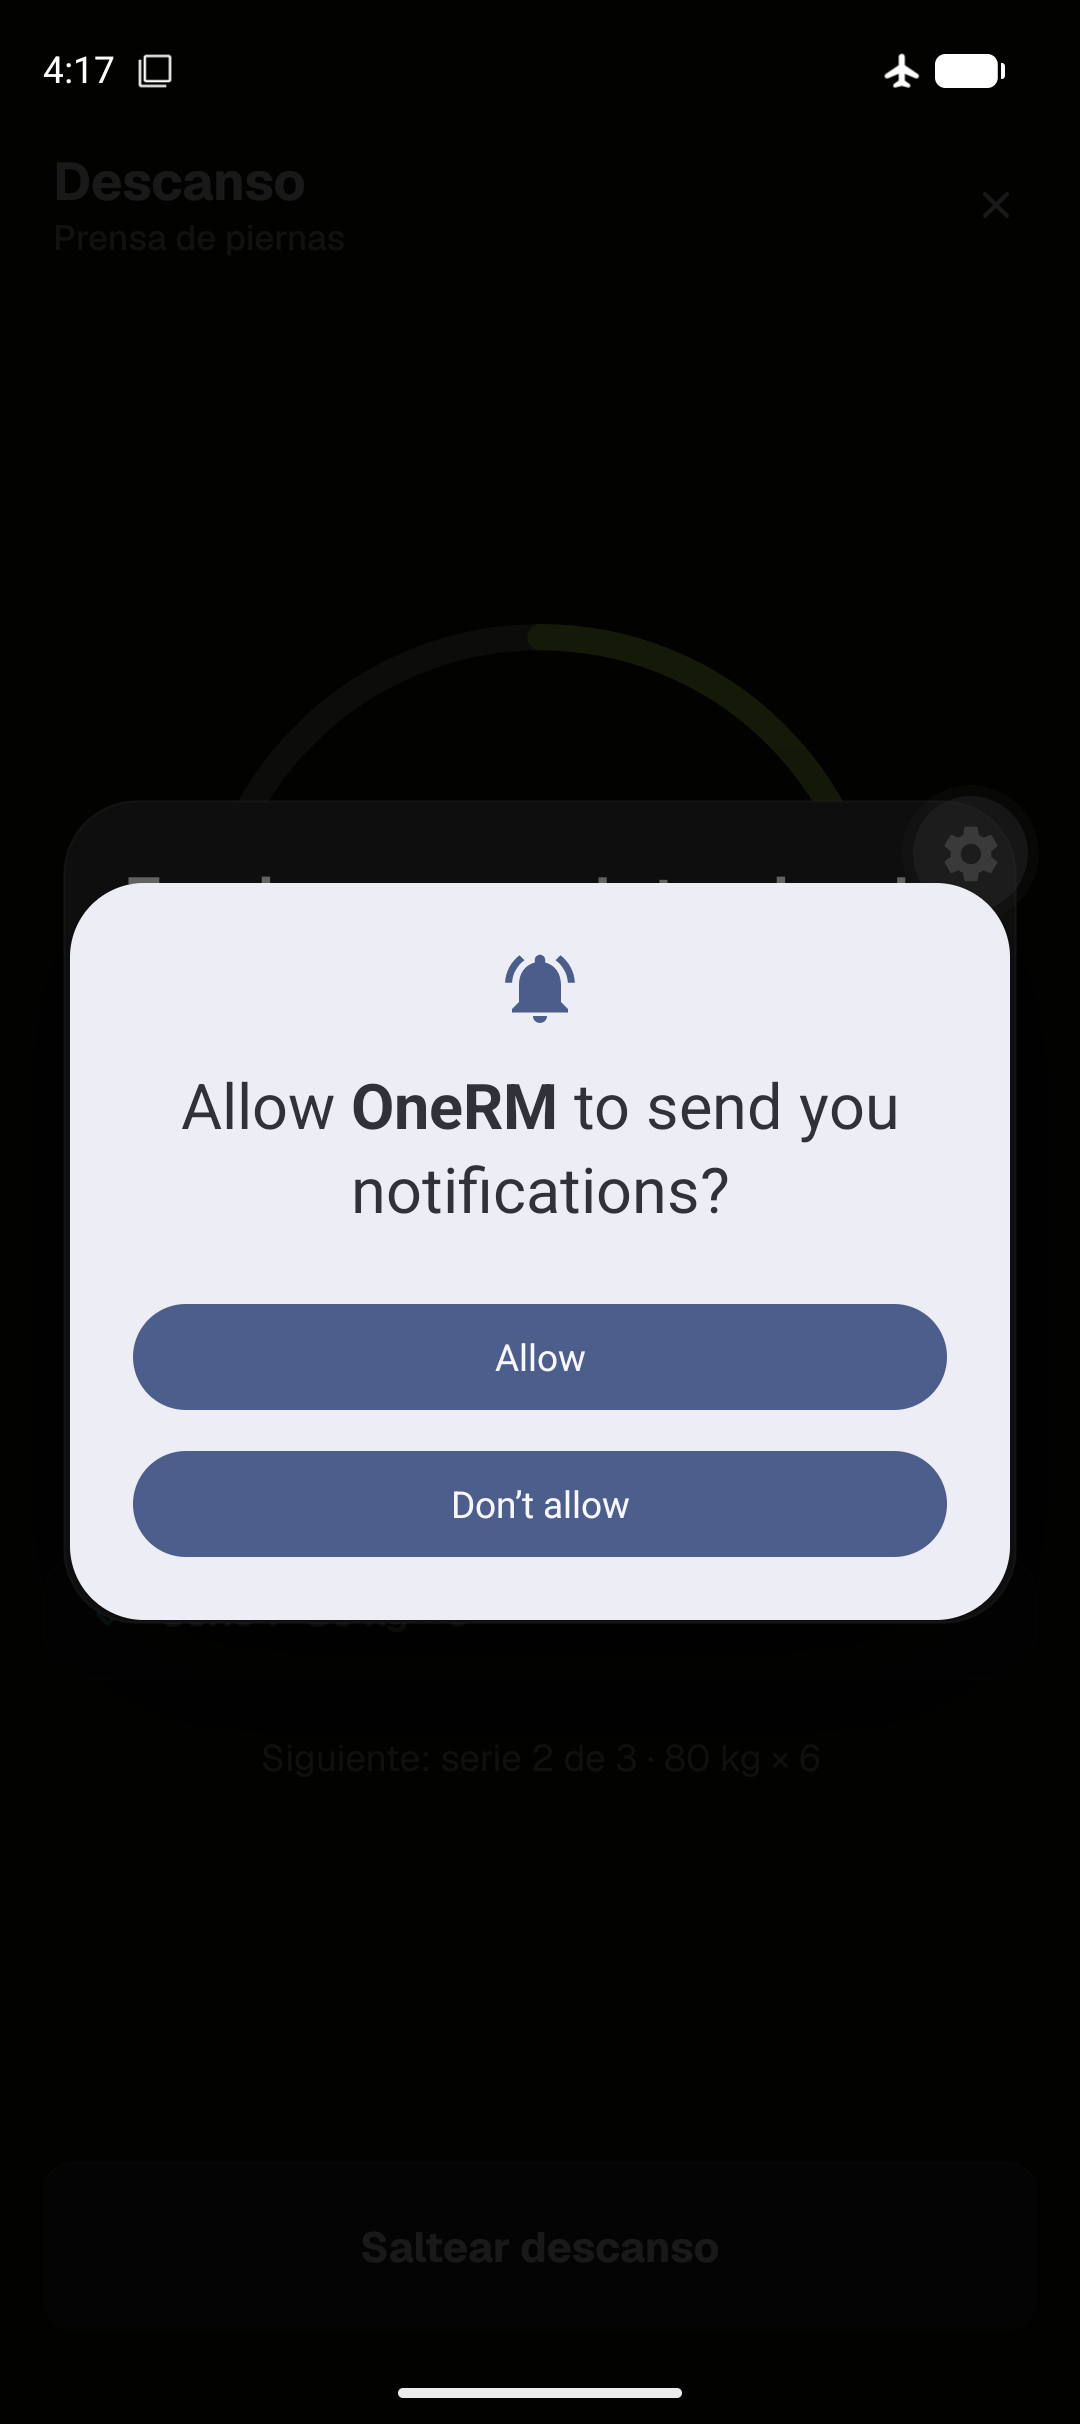 4:17
Descanso
Prensa de piernas
Allow OneRM to send you
notifications?
Allow
Don’t allow
Siguiente: serie 2 de 3 · 80 kg × 6
Saltear descanso